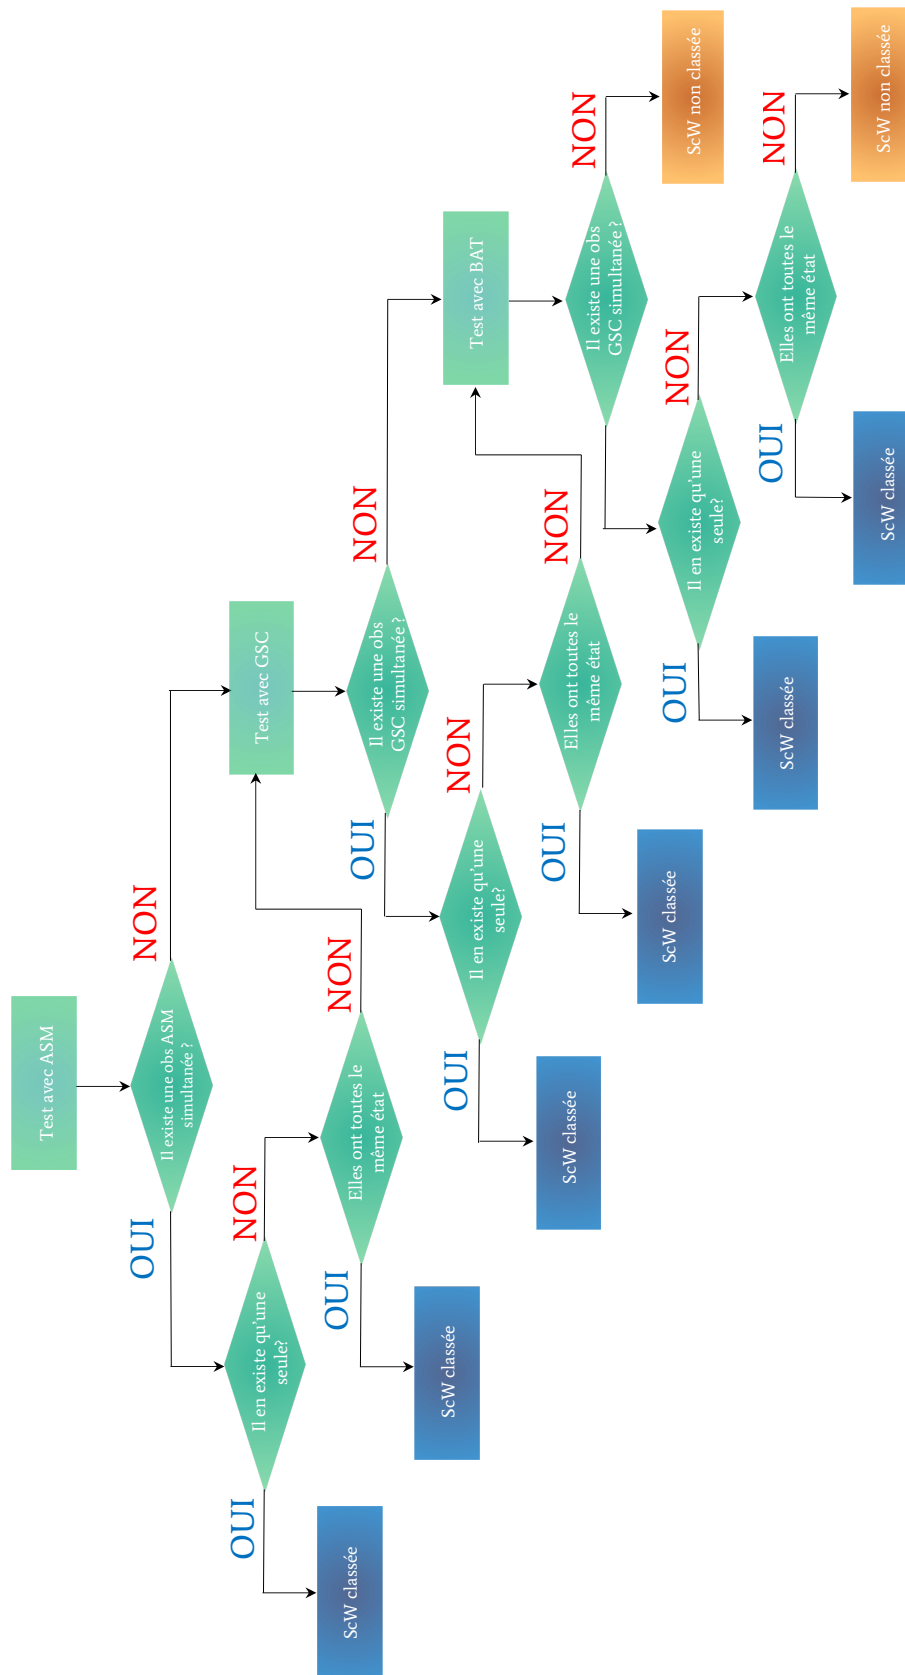 Test avec ASM
Il existe une obs ASM
simultanée ?
OUI
NON
Il en existe qu'une
seule?
OUI
NON
ScW classée
Elles ont toutes le
même état
OUI
NON
ScW classée
Test avec GSC
Il existe une obs
GSC simultanée ?
OUI
NON
Il en existe qu'une
seule?
OUI
NON
ScW classée
Elles ont toutes le
même état
OUI
NON
ScW classée
Test avec BAT
Il existe une obs
GSC simultanée ?
NON
ScW non classée
Il en existe qu'une
seule?
OUI
NON
ScW classée
Elles ont toutes le
même état
OUI
NON
ScW classée
ScW non classée